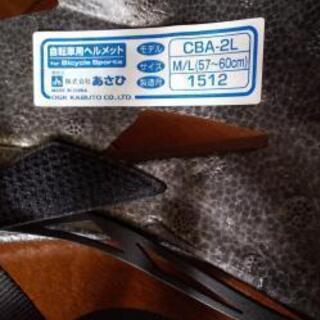 自転車用ヘルメット
for Bicycle Sports
株式会社 あさひ
MADE IN CHINA
OGK KABUTO CO.,LTD
モデル CBA-2L
サイズ M/L(57~60cm)
製造月 1512